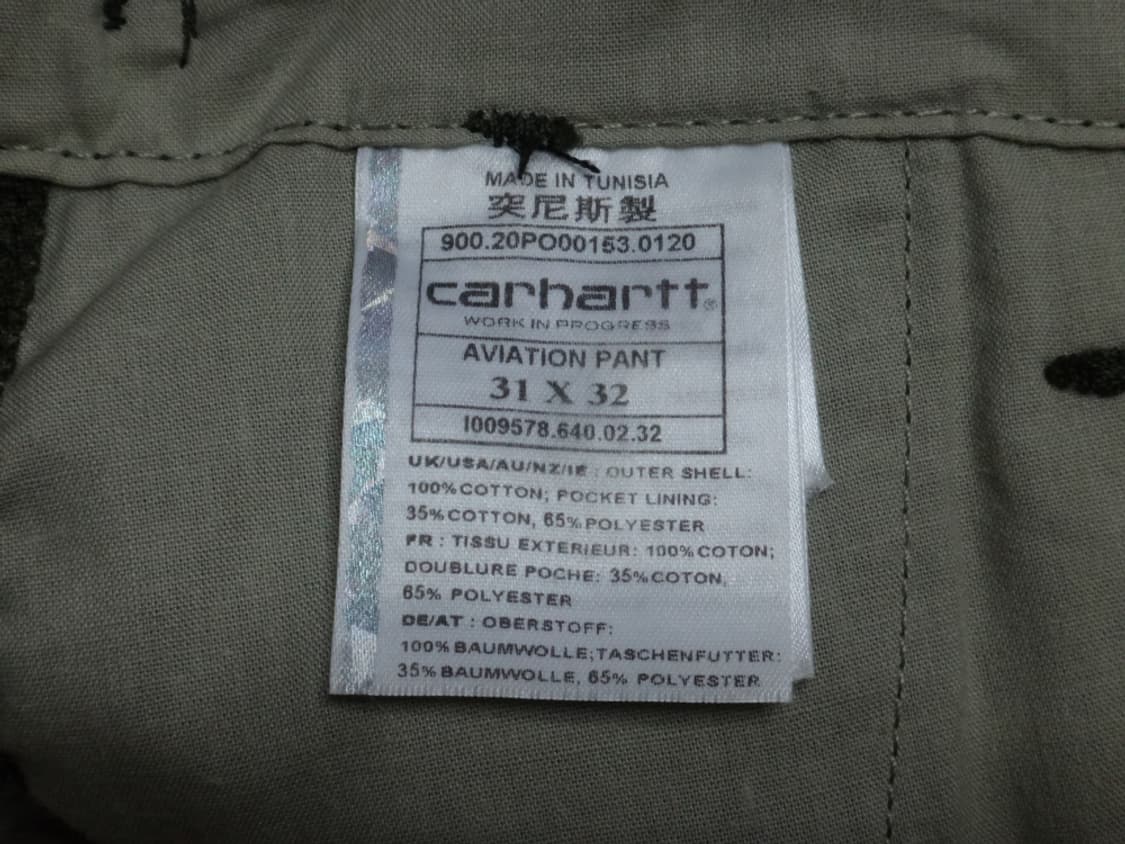 MADE IN TUNISIA
突尼斯製
900.20PO00153.0120
carhartt®
WORK IN PROGRESS
AVIATION PANT
31 X 32
I009578.640.02.32
UK/USA/AU/NZ/IE : OUTER SHELL:
100%COTTON; POCKET LINING:
35%COTTON, 65%POLYESTER
FR : TISSU EXTERIEUR: 100%COTON;
DOUBLURE POCHE: 35%COTON,
65% POLYESTER
DE/AT : OBERSTOFF:
100%BAUMWOLLE;TASCHENFUTTER:
35%BAUMWOLLE, 65% POLYESTER